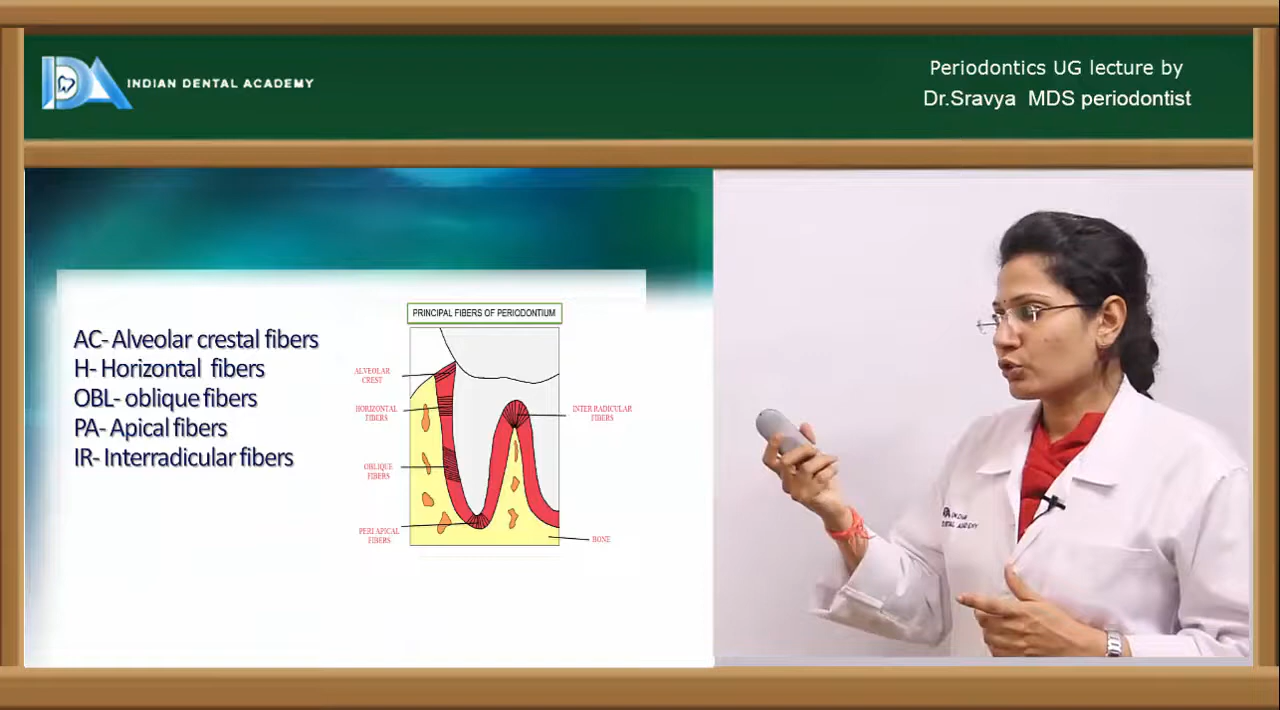 INDIAN DENTAL ACADEMY
Periodontics UG lecture by
Dr.Sravya MDS periodontist
AC- Alveolar crestal fibers
H- Horizontal fibers
OBL- oblique fibers
PA- Apical fibers
IR- Interradicular fibers
PRINCIPAL FIBERS OF PERIODONTIUM
ALVEOLAR
CREST
HORIZONTAL
FIBERS
OBLIQUE
FIBERS
PERI APICAL
FIBERS
INTER RADICULAR
FIBERS
BONE
DENTAL ACADEMY